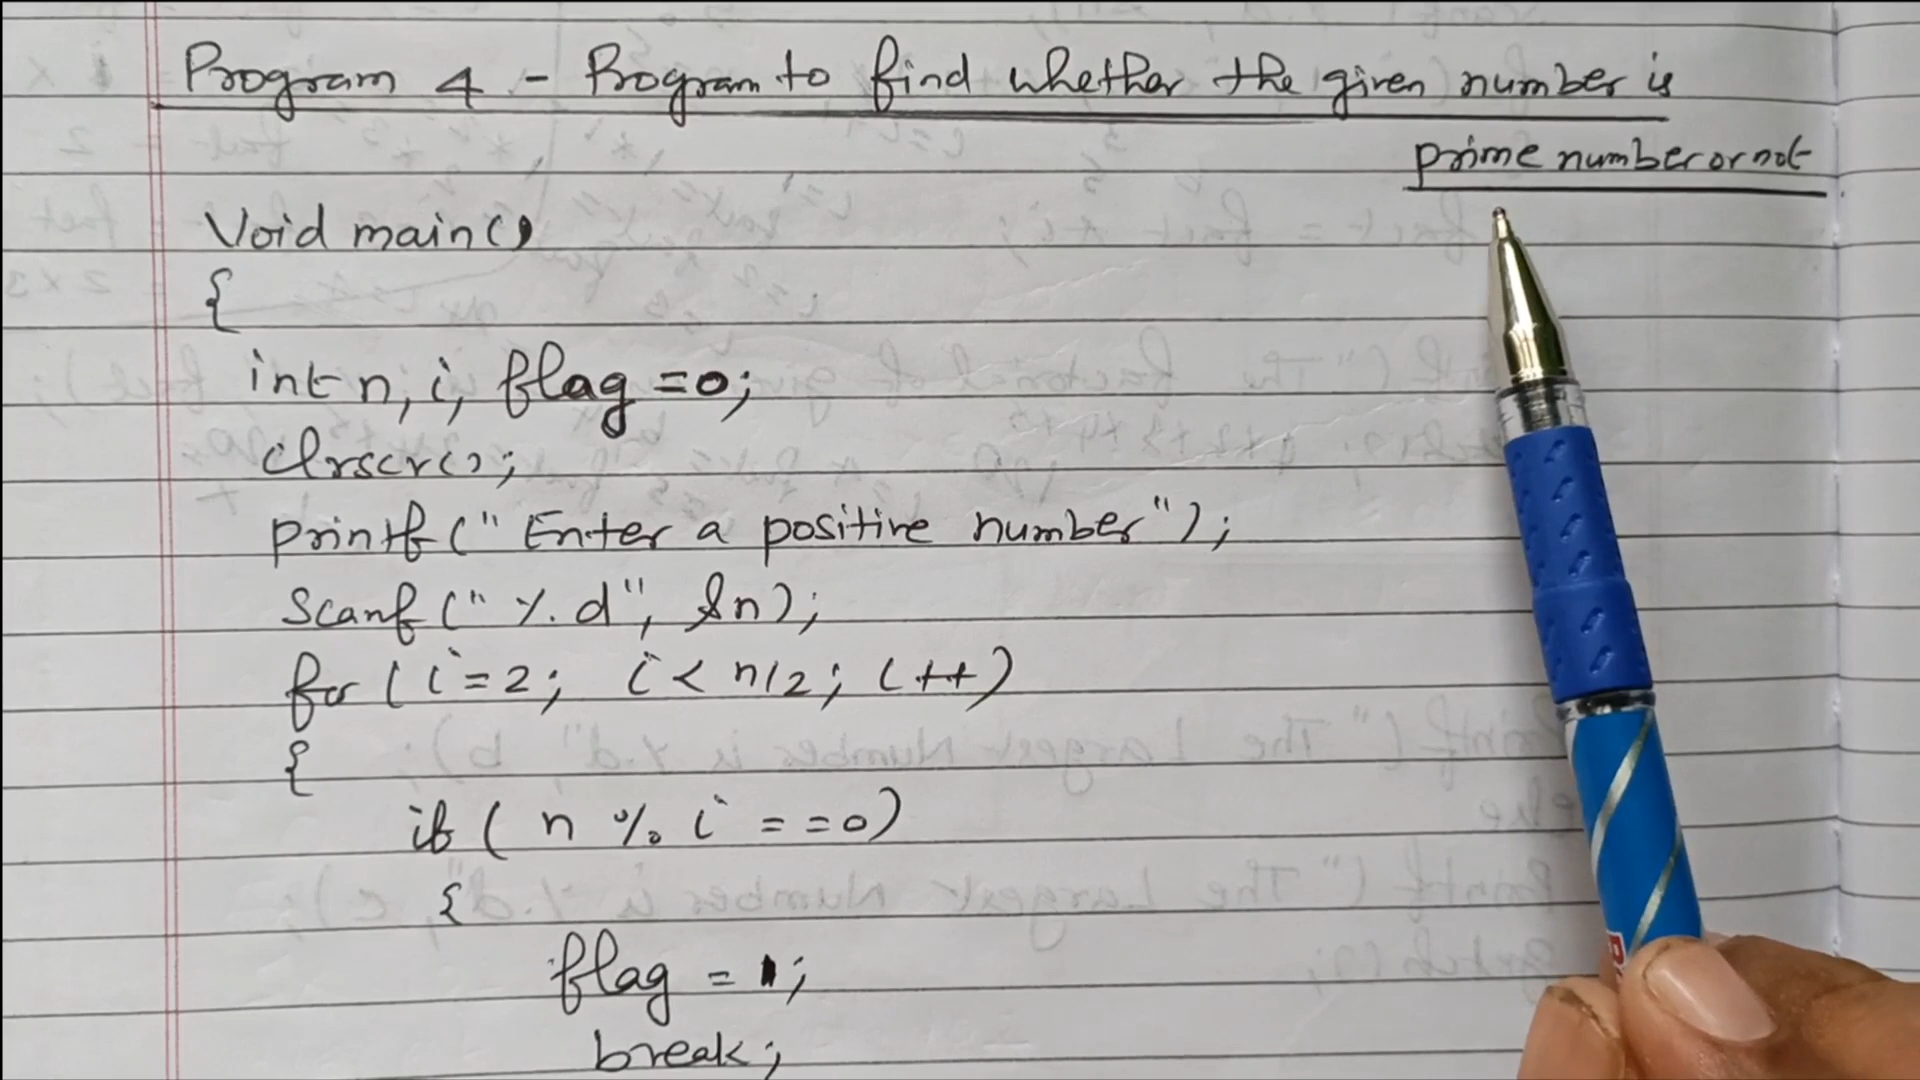 Program 4 - Program to find whether the given number is
prime number or not
Void main()
{
int n, i, flag =0;
clrscr();
printf(" Enter a positive number");
Scanf(" %d", &n);
for ( i=2; i < n/2; i++)
{
if ( n % i ==0)
{
flag = 1;
break;